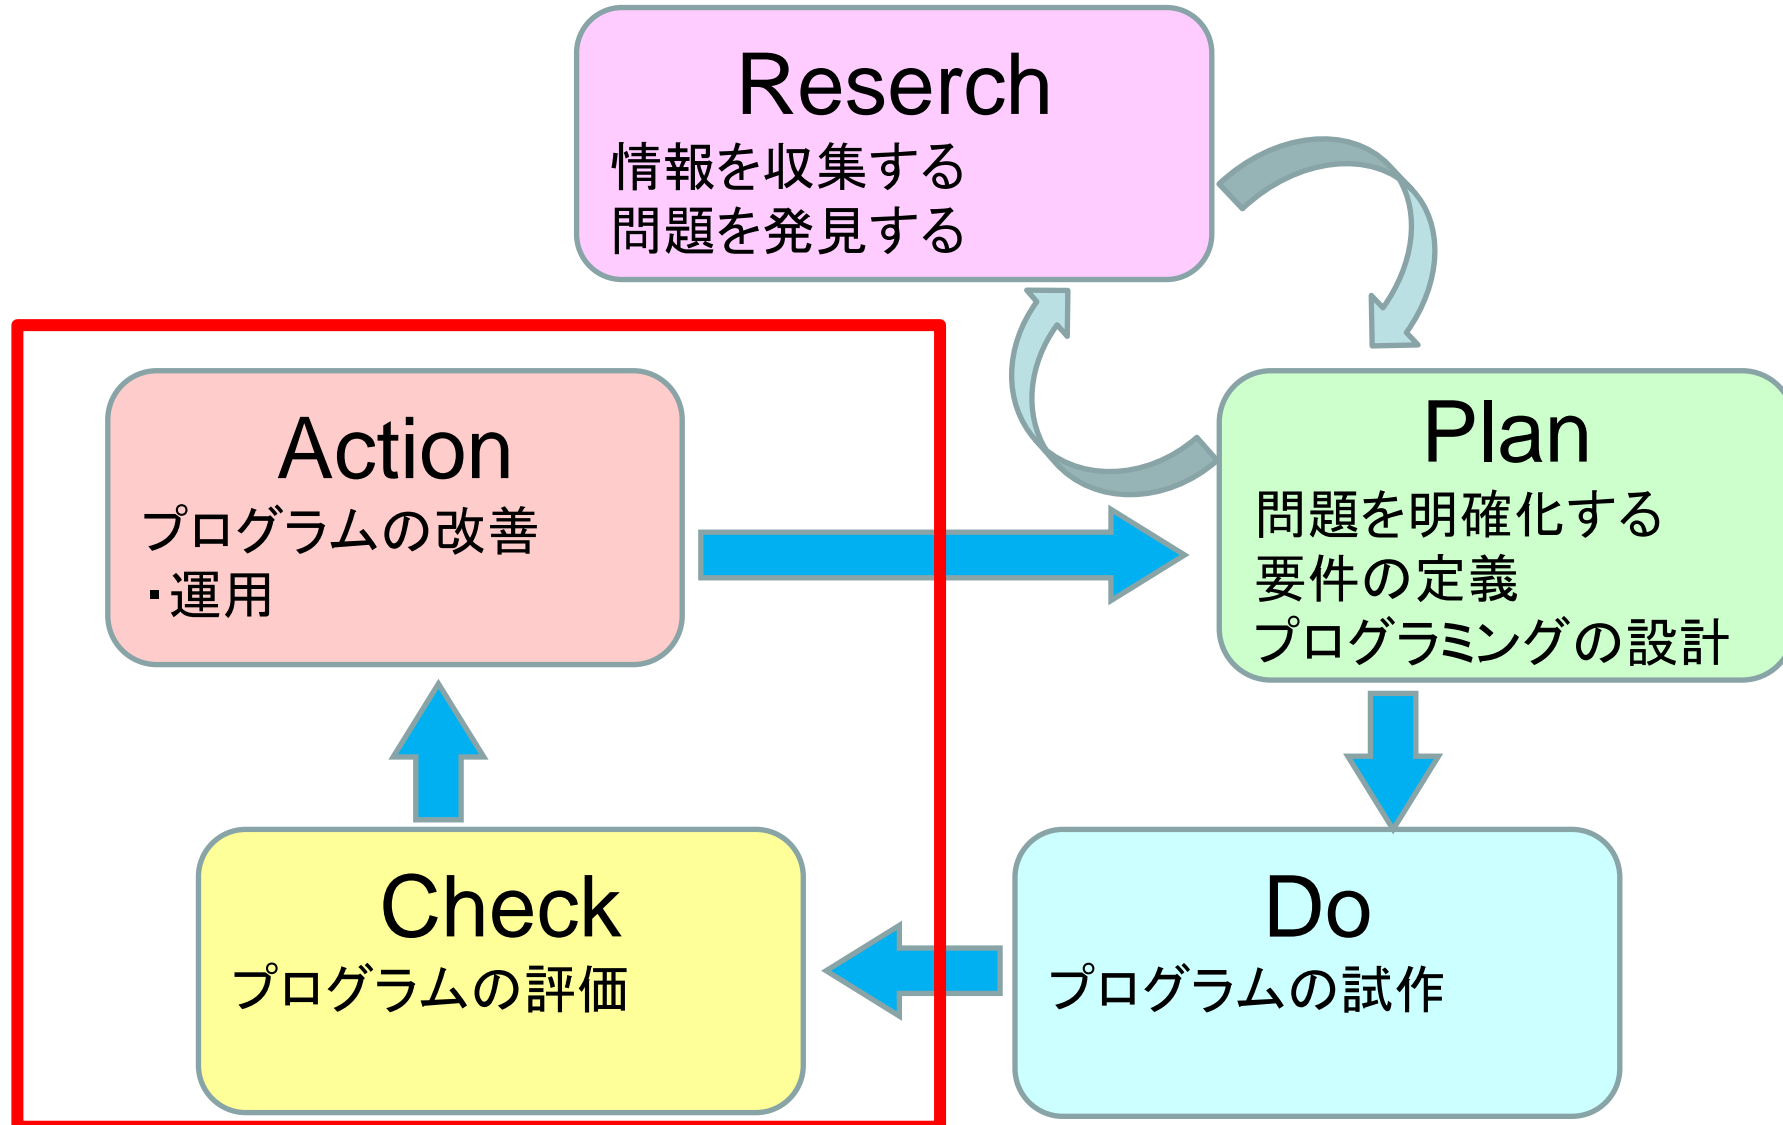 Reserch
情報を収集する
問題を発見する
Action
プログラムの改善
・運用
Plan
問題を明確化する
要件の定義
プログラミングの設計
Check
プログラムの評価
Do
プログラムの試作